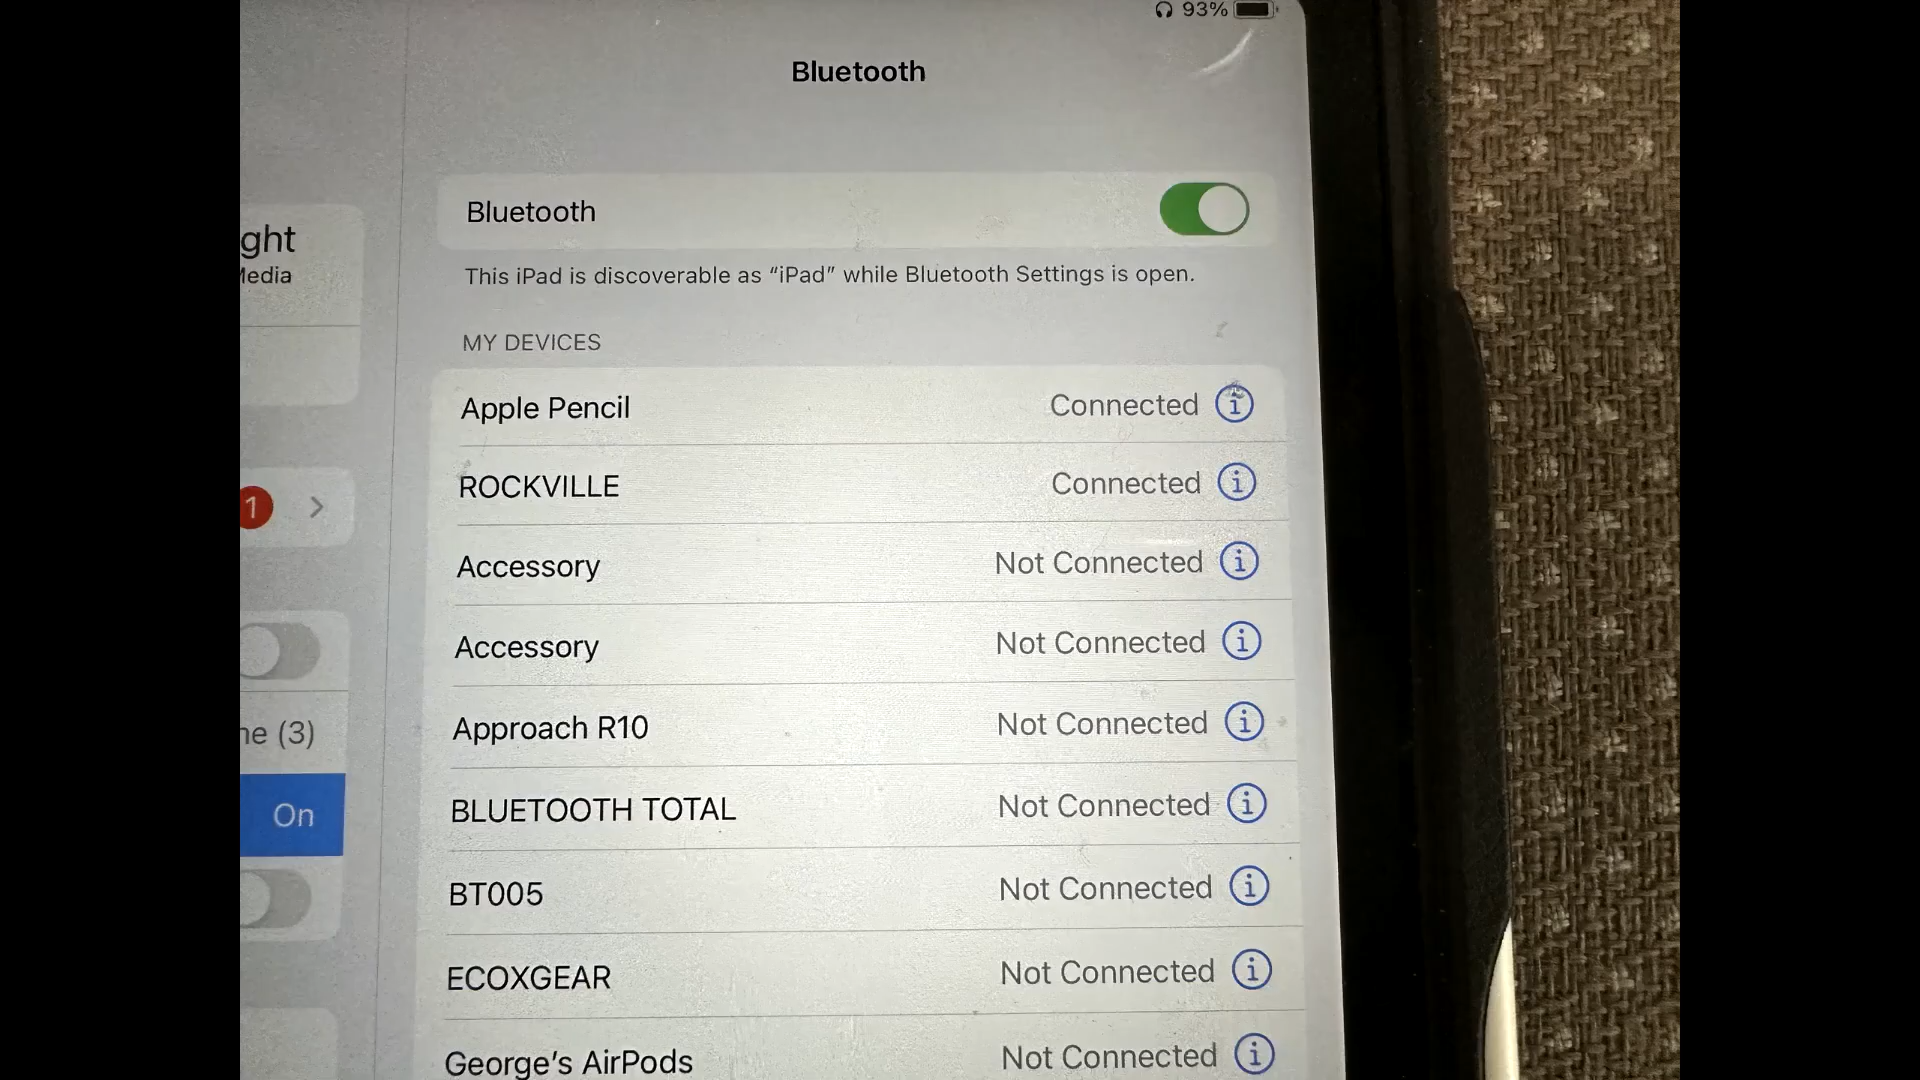 93%
Bluetooth
ght
Media
1
ne (3)
On
Bluetooth
This iPad is discoverable as “iPad” while Bluetooth Settings is open.
MY DEVICES
Apple Pencil Connected
ROCKVILLE Connected
Accessory Not Connected
Accessory Not Connected
Approach R10 Not Connected
BLUETOOTH TOTAL Not Connected
BT005 Not Connected
ECOXGEAR Not Connected
George’s AirPods Not Connected